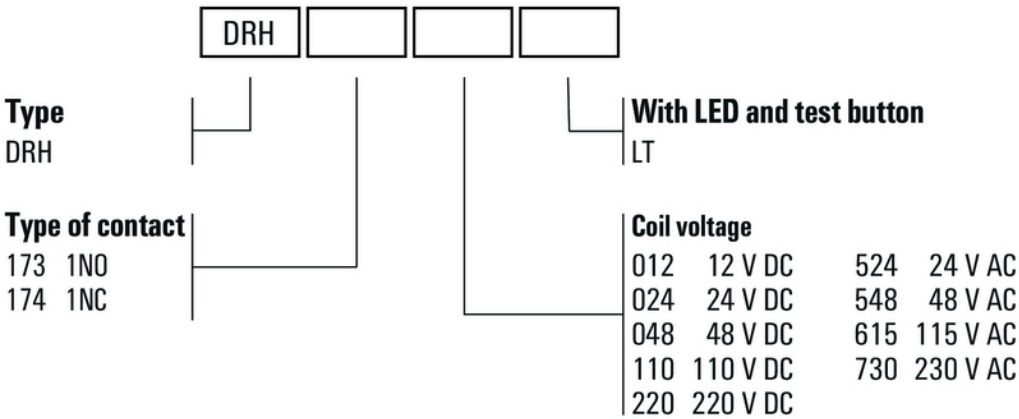 DRH
Type
DRH
With LED and test button
LT
Type of contact
173 1NO
174 1NC
Coil voltage
012 12 V DC 524 24 V AC
024 24 V DC 548 48 V AC
048 48 V DC 615 115 V AC
110 110 V DC 730 230 V AC
220 220 V DC